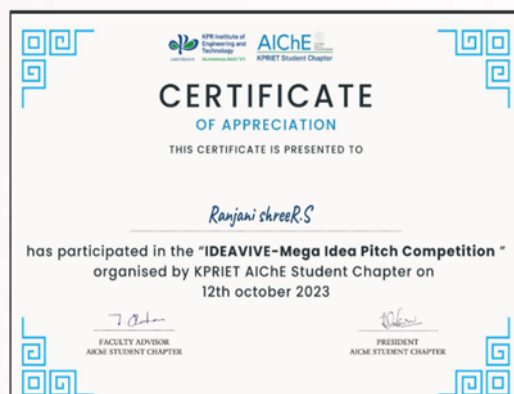 KPR Institute of
Engineering and
Technology
AIChE
KPRIET Student Chapter
CERTIFICATE
OF APPRECIATION
THIS CERTIFICATE IS PRESENTED TO
Ranjani shreeR.S
has participated in the “IDEAVIVE-Mega Idea Pitch Competition ”
organised by KPRIET AIChE Student Chapter on
12th october 2023
FACULTY ADVISOR
AIChE STUDENT CHAPTER
PRESIDENT
AIChE STUDENT CHAPTER